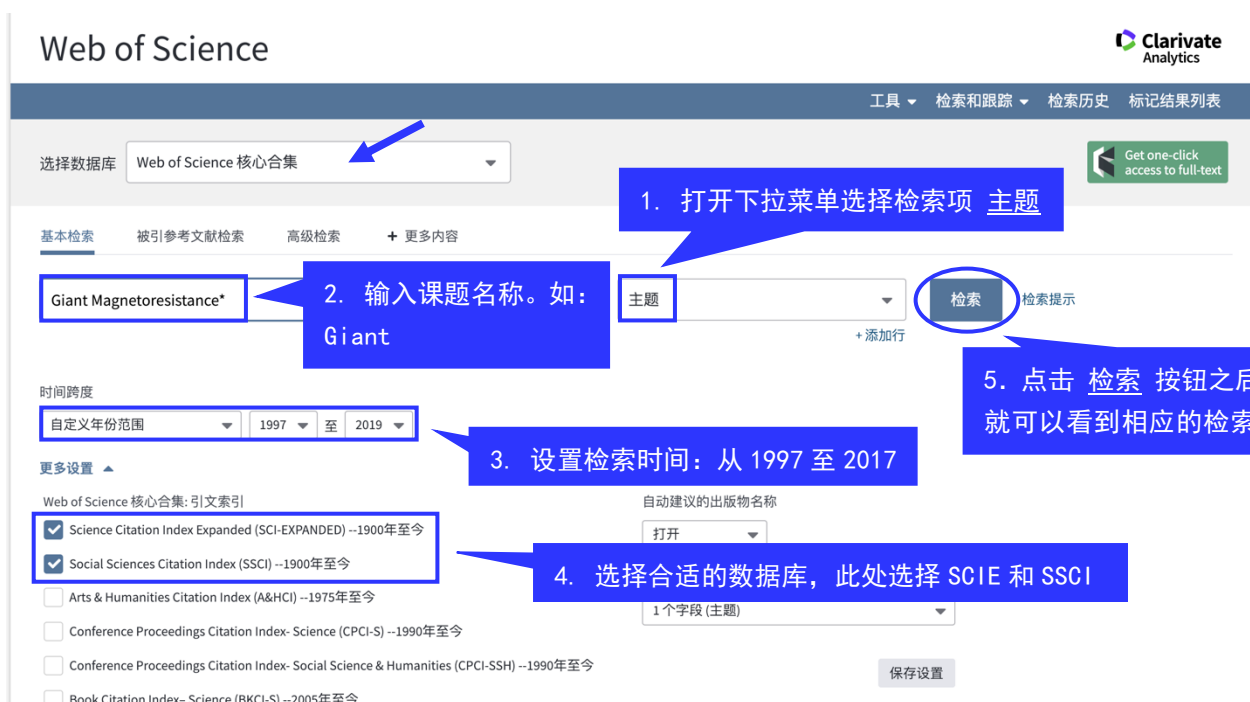 Web of Science
Clarivate
Analytics
工具 检索和跟踪 检索历史 标记结果列表
选择数据库 Web of Science 核心合集
Get one-click
access to full-text
1. 打开下拉菜单选择检索项 主题
基本检索 被引参考文献检索 高级检索 + 更多内容
Giant Magnetoresistance*
2. 输入课题名称。如：
Giant
主题
检索
检索提示
+添加行
5. 点击 检索 按钮之后
就可以看到相应的检索
时间跨度
自定义年份范围 1997 至 2019
3. 设置检索时间：从 1997 至 2017
更多设置
Web of Science 核心合集: 引文索引
自动建议的出版物名称
Science Citation Index Expanded (SCI-EXPANDED) --1900年至今
打开
Social Sciences Citation Index (SSCI) --1900年至今
4. 选择合适的数据库，此处选择 SCIE 和 SSCI
Arts & Humanities Citation Index (A&HCI) --1975年至今
1个字段 (主题)
Conference Proceedings Citation Index- Science (CPCI-S) --1990年至今
Conference Proceedings Citation Index- Social Science & Humanities (CPCI-SSH) --1990年至今
保存设置
Book Citation Index– Science (BKCI-S) --2005年至今